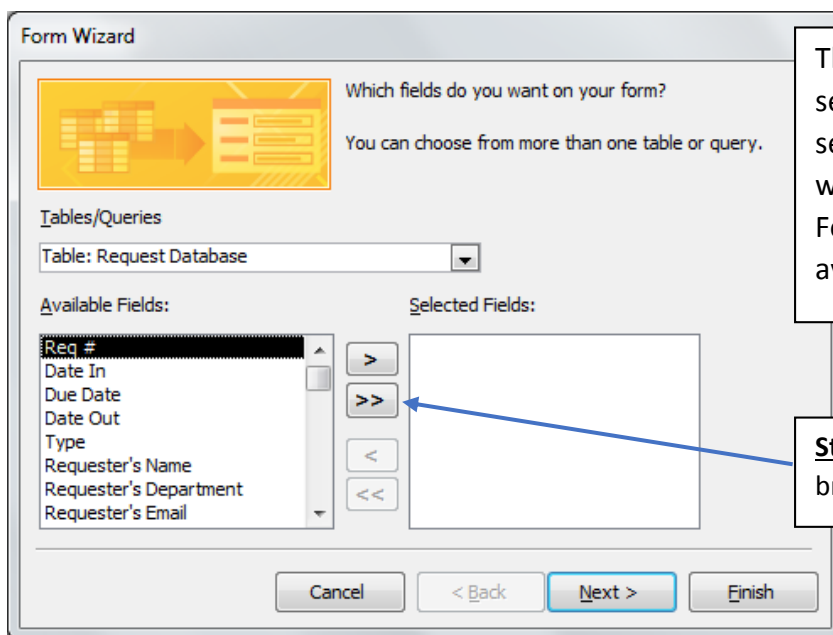 Form Wizard
Which fields do you want on your form?
You can choose from more than one table or query.
Tables/Queries
Table: Request Database
Available Fields:
Selected Fields:
Req #
Date In
Due Date
Date Out
Type
Requester's Name
Requester's Department
Requester's Email
>
>>
<
<<
Cancel
< Back
Next >
Finish